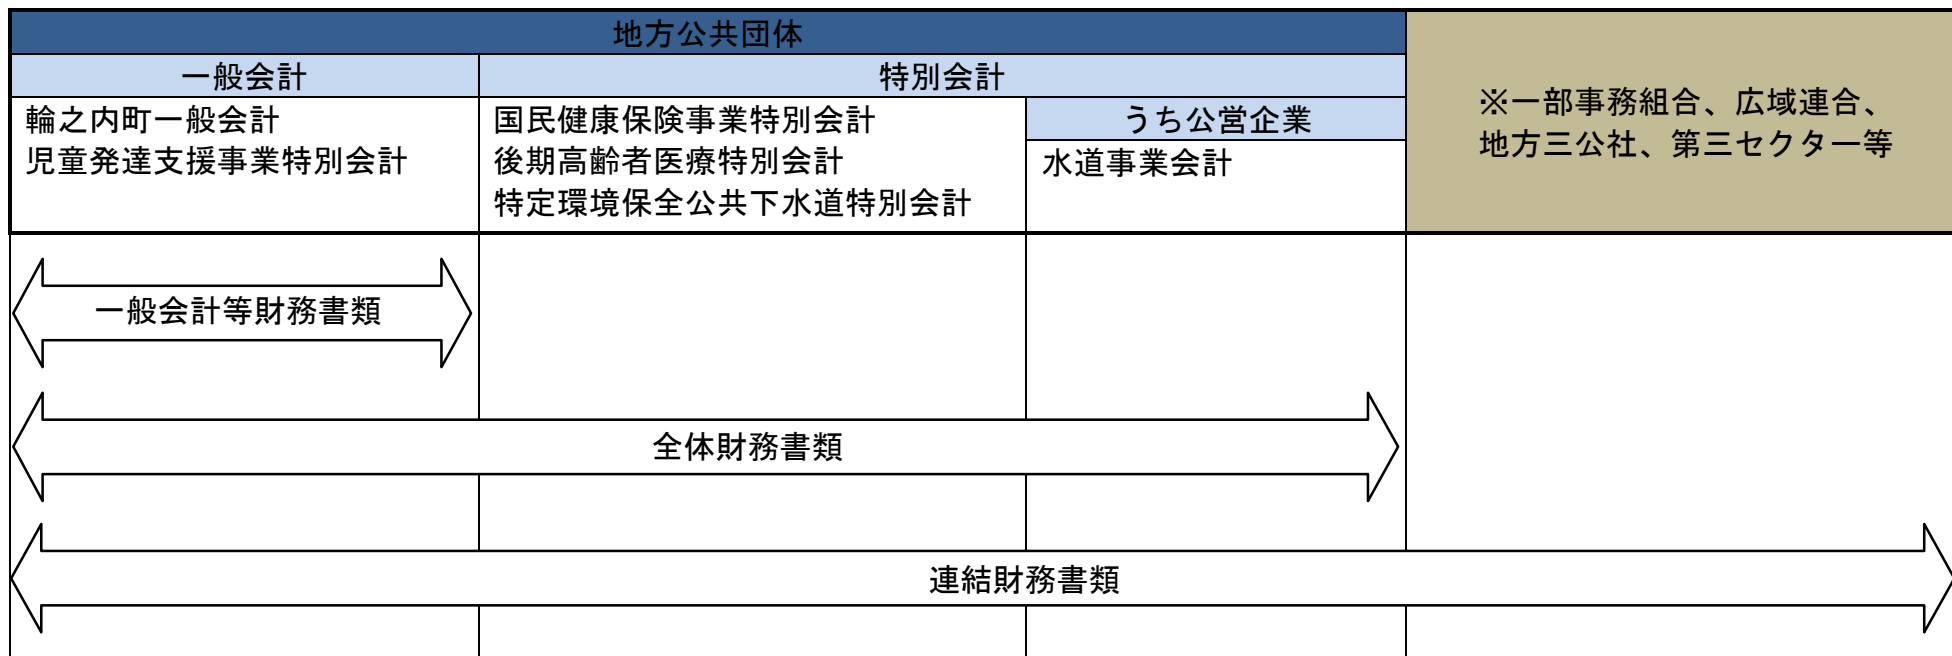 地方公共団体
一般会計
特別会計
輪之内町一般会計
児童発達支援事業特別会計
国民健康保険事業特別会計
後期高齢者医療特別会計
特定環境保全公共下水道特別会計
うち公営企業
水道事業会計
※一部事務組合、広域連合、
地方三公社、第三セクター等
一般会計等財務書類
全体財務書類
連結財務書類